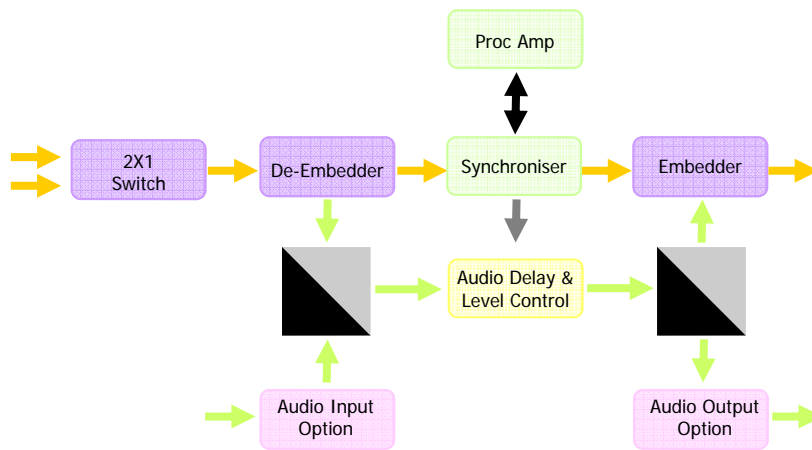 Proc Amp
2X1
Switch
De-Embedder
Synchroniser
Embedder
Audio Delay &
Level Control
Audio Input
Option
Audio Output
Option